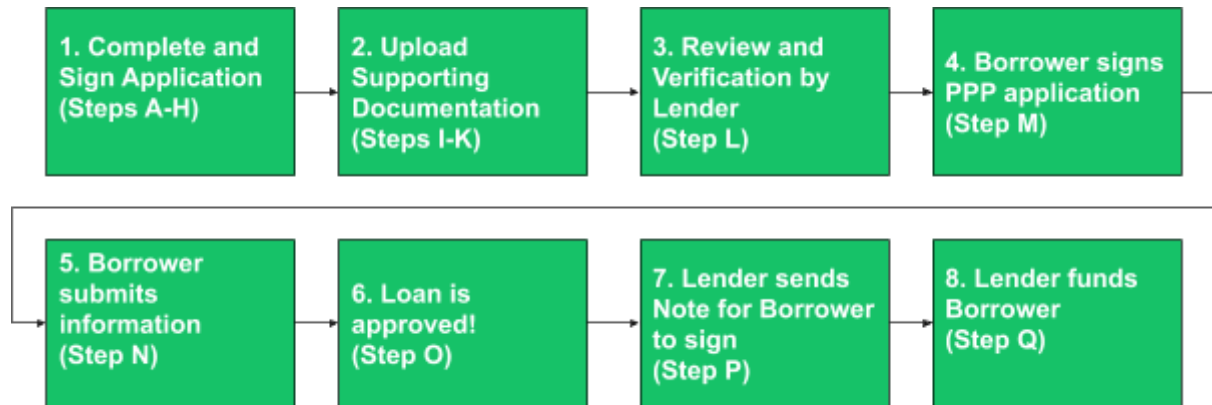 1. Complete and
Sign Application
(Steps A-H)
2. Upload
Supporting
Documentation
(Steps I-K)
3. Review and
Verification by
Lender
(Step L)
4. Borrower signs
PPP application
(Step M)
5. Borrower
submits
information
(Step N)
6. Loan is
approved!
(Step O)
7. Lender sends
Note for Borrower
to sign
(Step P)
8. Lender funds
Borrower
(Step Q)